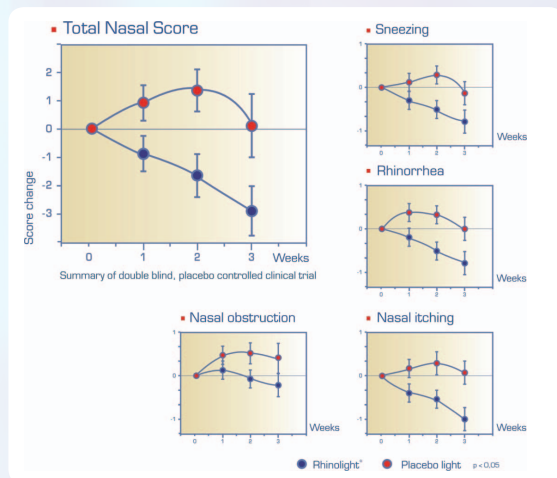 Total Nasal Score
2
1
0
-1
-2
-3
Score change
0 1 2 3 Weeks
Summary of double blind, placebo controlled clinical trial
Sneezing
1
0
-1
0 1 2 3
Weeks
Rhinorrhea
1
0
-1
0 1 2 3
Weeks
Nasal obstruction
1
0
-1
0 1 2 3
Weeks
Nasal itching
1
0
-1
0 1 2 3
Weeks
Rhinolight® Placebo light p < 0,05